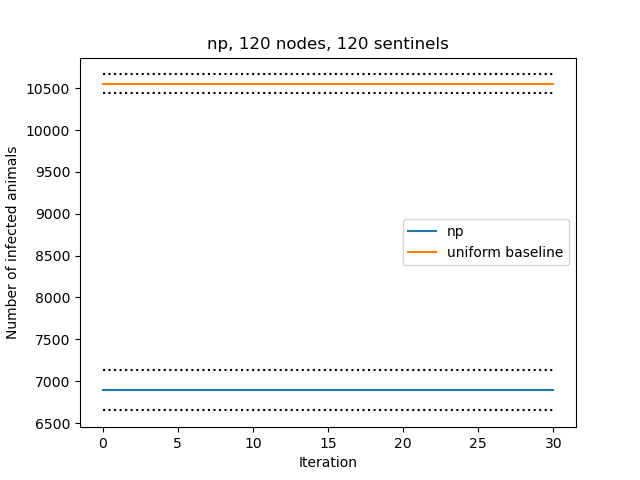 np, 120 nodes, 120 sentinels
Number of infected animals
10500
10000
9500
9000
8500
8000
7500
7000
6500
np
uniform baseline
0 5 10 15 20 25 30
Iteration